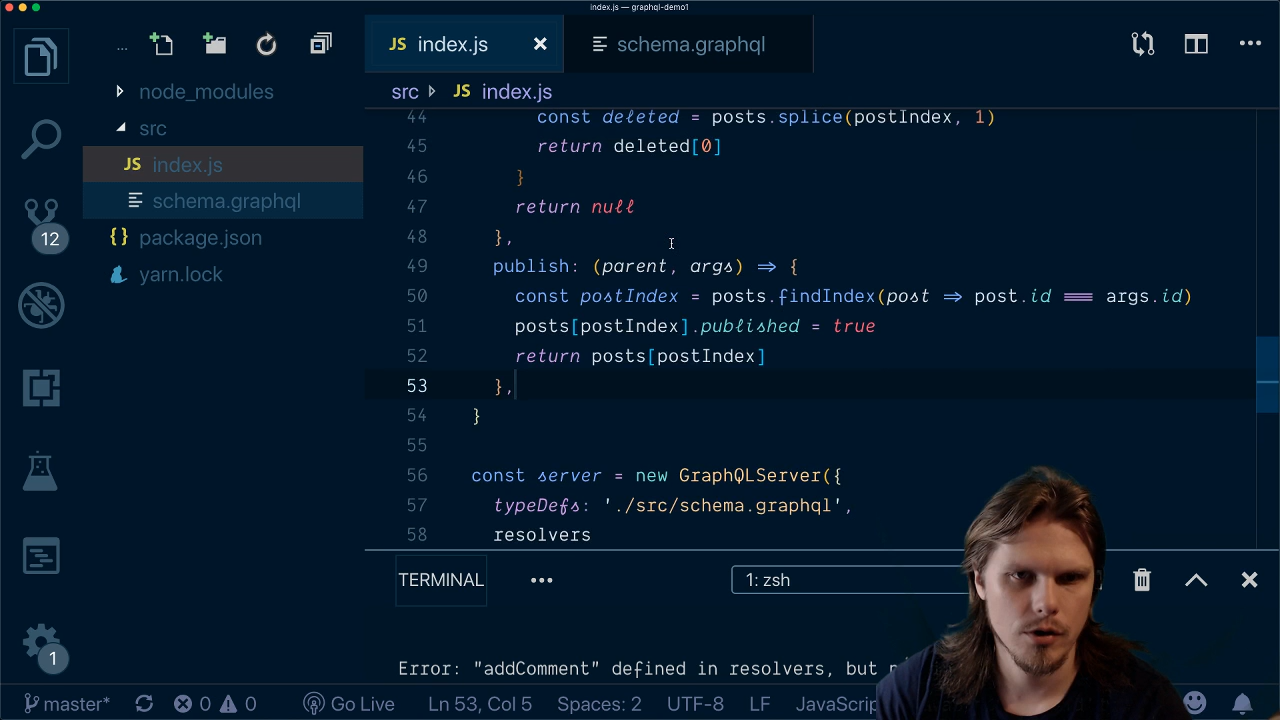 index.js — graphql-demo1
...
JS index.js
schema.graphql
node_modules
src
JS index.js
schema.graphql
{} package.json
yarn.lock
12
1
src JS index.js
44 const deleted = posts.splice(postIndex, 1)
45 return deleted[0]
46 }
47 return null
48 },
49 publish: (parent, args) => {
50 const postIndex = posts.findIndex(post => post.id === args.id)
51 posts[postIndex].published = true
52 return posts[postIndex]
53 },
54 }
55
56 const server = new GraphQLServer({
57 typeDefs: './src/schema.graphql',
58 resolvers
TERMINAL
1: zsh
Error: "addComment" defined in resolvers, but
master* 0 0 Go Live Ln 53, Col 5 Spaces: 2 UTF-8 LF